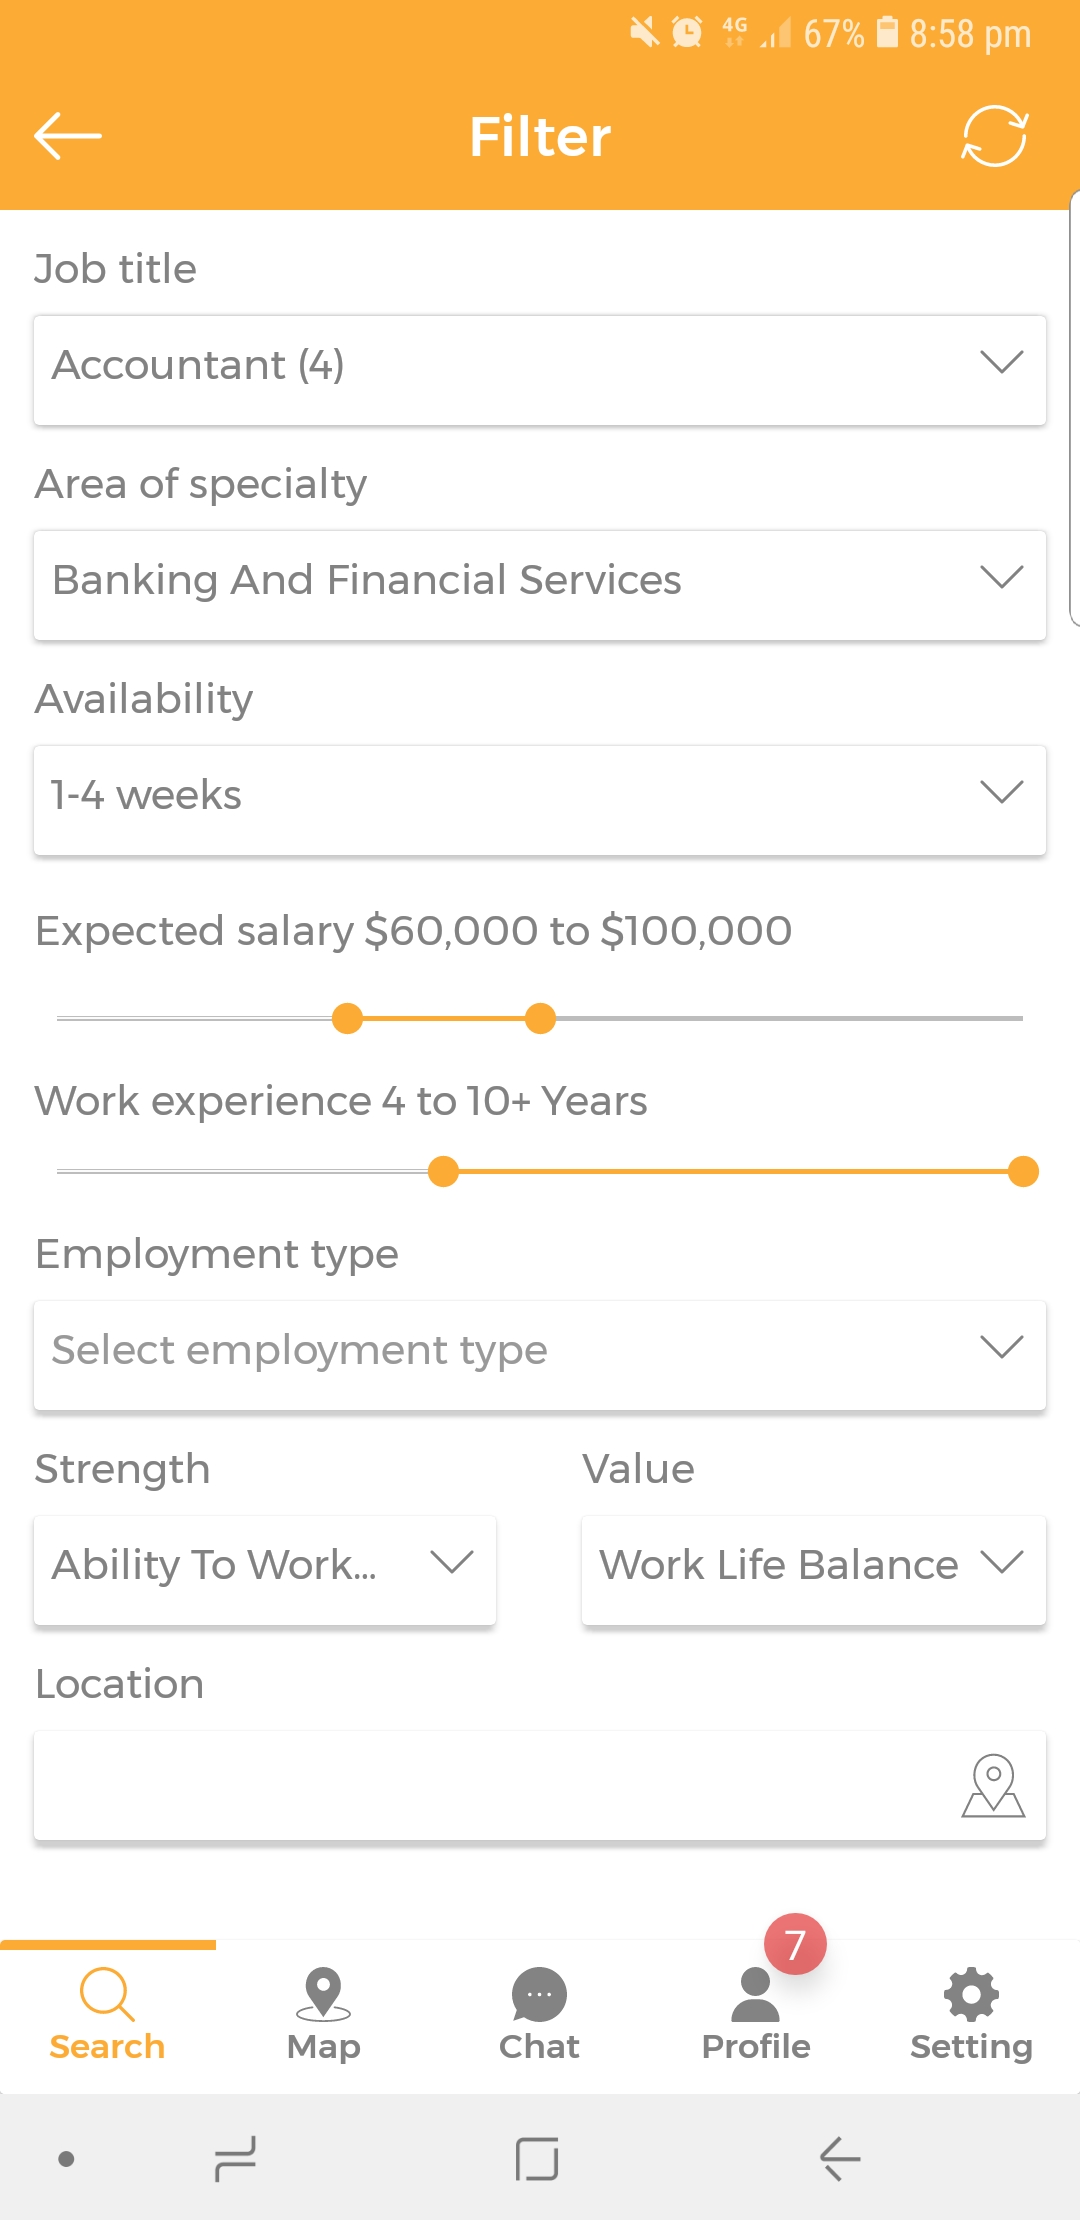 4G 67% 8:58 pm
Filter
Job title
Accountant (4)
Area of specialty
Banking And Financial Services
Availability
1-4 weeks
Expected salary $60,000 to $100,000
Work experience 4 to 10+ Years
Employment type
Select employment type
Strength Value
Ability To Work... Work Life Balance
Location
7
Search Map Chat Profile Setting